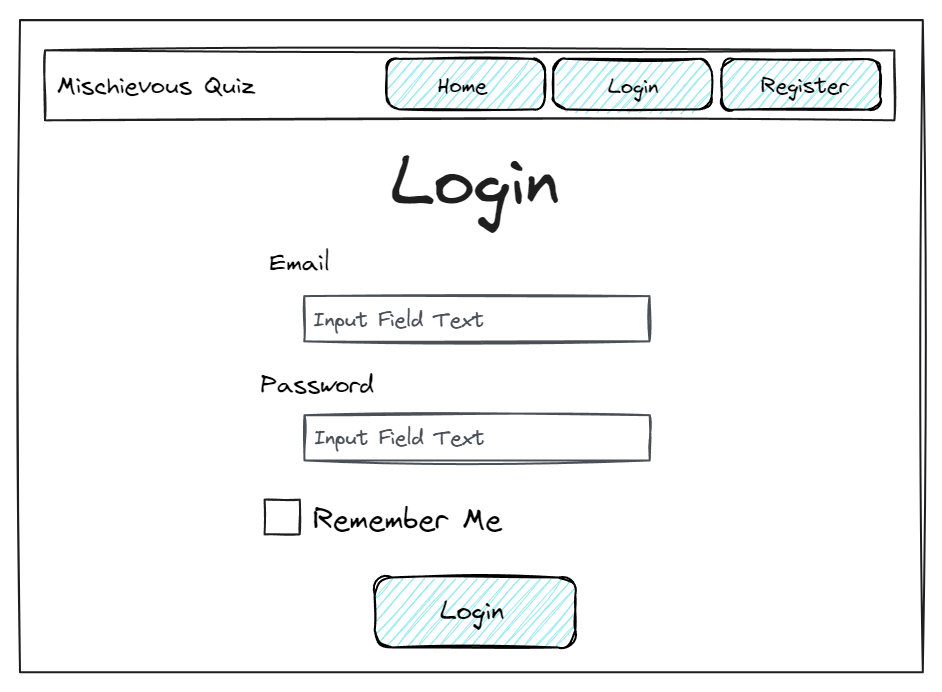 Mischievous Quiz Home Login Register
Login
Email
Input Field Text
Password
Input Field Text
Remember Me
Login